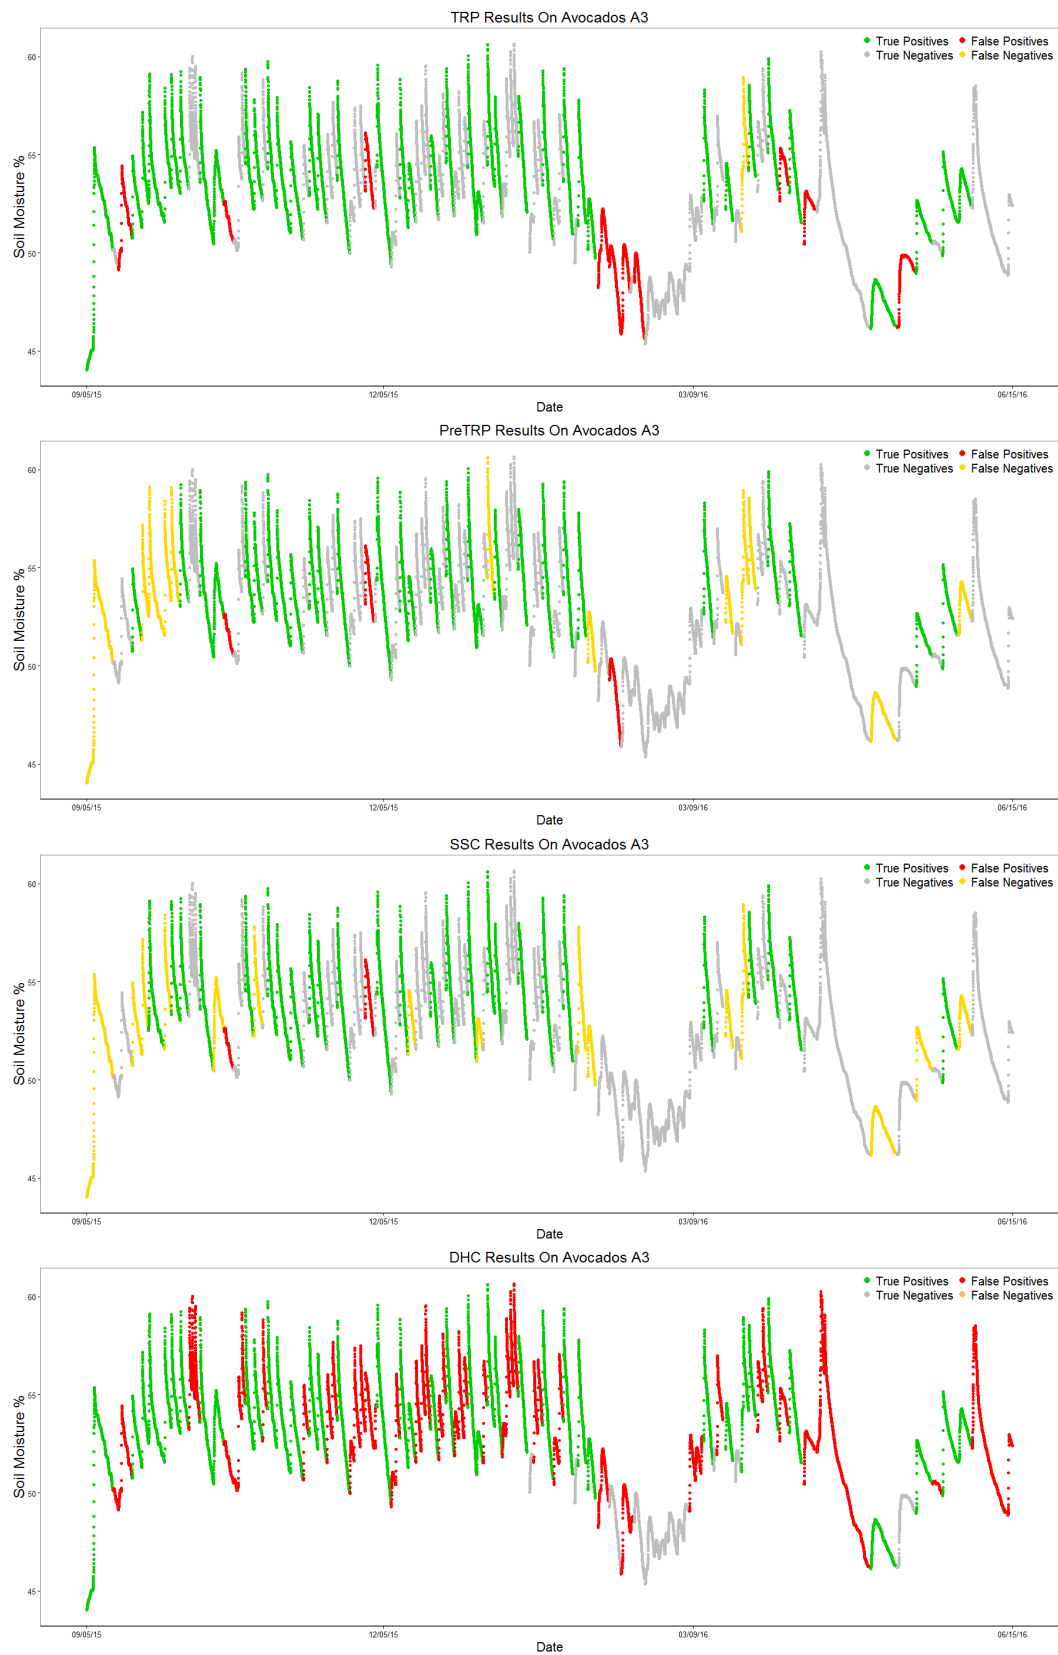 TRP Results On Avocados A3
True Positives False Positives
True Negatives False Negatives
Soil Moisture %
60
55
50
45
09/05/15 12/05/15 03/09/16 06/15/16
Date
PreTRP Results On Avocados A3
True Positives False Positives
True Negatives False Negatives
Soil Moisture %
60
55
50
45
09/05/15 12/05/15 03/09/16 06/15/16
Date
SSC Results On Avocados A3
True Positives False Positives
True Negatives False Negatives
Soil Moisture %
60
55
50
45
09/05/15 12/05/15 03/09/16 06/15/16
Date
DHC Results On Avocados A3
True Positives False Positives
True Negatives False Negatives
Soil Moisture %
60
55
50
45
09/05/15 12/05/15 03/09/16 06/15/16
Date